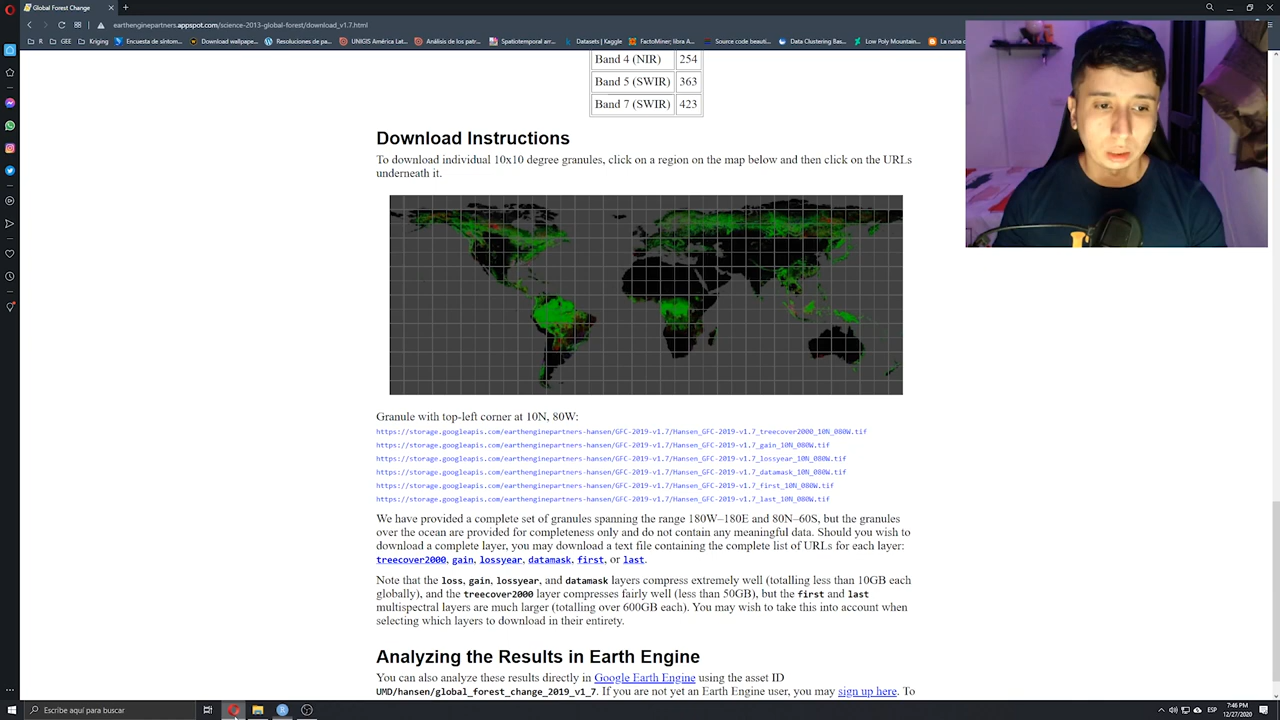 Global Forest Change
earthenginepartners.appspot.com/science-2013-global-forest/download_v1.7.html
R
GEE
Kriging
Encuesta de síntom...
Download wallpape...
Resoluciones de pa...
UNIGIS América Lat...
Análisis de los patr...
Spatiotemporal arr...
Datasets | Kaggle
FactoMiner; libra A...
Source code beauti...
Data Clustering Bas...
Low Poly Mountain...
La ruina o
Band 4 (NIR) 254
Band 5 (SWIR) 363
Band 7 (SWIR) 423
Download Instructions
To download individual 10x10 degree granules, click on a region on the map below and then click on the URLs
underneath it.
Granule with top-left corner at 10N, 80W:
https://storage.googleapis.com/earthenginepartners-hansen/GFC-2019-v1.7/Hansen_GFC-2019-v1.7_treecover2000_10N_080W.tif
https://storage.googleapis.com/earthenginepartners-hansen/GFC-2019-v1.7/Hansen_GFC-2019-v1.7_gain_10N_080W.tif
https://storage.googleapis.com/earthenginepartners-hansen/GFC-2019-v1.7/Hansen_GFC-2019-v1.7_lossyear_10N_080W.tif
https://storage.googleapis.com/earthenginepartners-hansen/GFC-2019-v1.7/Hansen_GFC-2019-v1.7_datamask_10N_080W.tif
https://storage.googleapis.com/earthenginepartners-hansen/GFC-2019-v1.7/Hansen_GFC-2019-v1.7_first_10N_080W.tif
https://storage.googleapis.com/earthenginepartners-hansen/GFC-2019-v1.7/Hansen_GFC-2019-v1.7_last_10N_080W.tif
We have provided a complete set of granules spanning the range 180W–180E and 80N–60S, but the granules
over the ocean are provided for completeness only and do not contain any meaningful data. Should you wish to
download a complete layer, you may download a text file containing the complete list of URLs for each layer:
treecover2000, gain, lossyear, datamask, first, or last.
Note that the loss, gain, lossyear, and datamask layers compress extremely well (totalling less than 10GB each
globally), and the treecover2000 layer compresses fairly well (less than 50GB), but the first and last
multispectral layers are much larger (totalling over 600GB each). You may wish to take this into account when
selecting which layers to download in their entirety.
Analyzing the Results in Earth Engine
You can also analyze these results directly in Google Earth Engine using the asset ID
UMD/hansen/global_forest_change_2019_v1_7. If you are not yet an Earth Engine user, you may sign up here. To
Escribe aquí para buscar
ESP
7:46 PM
12/27/2020